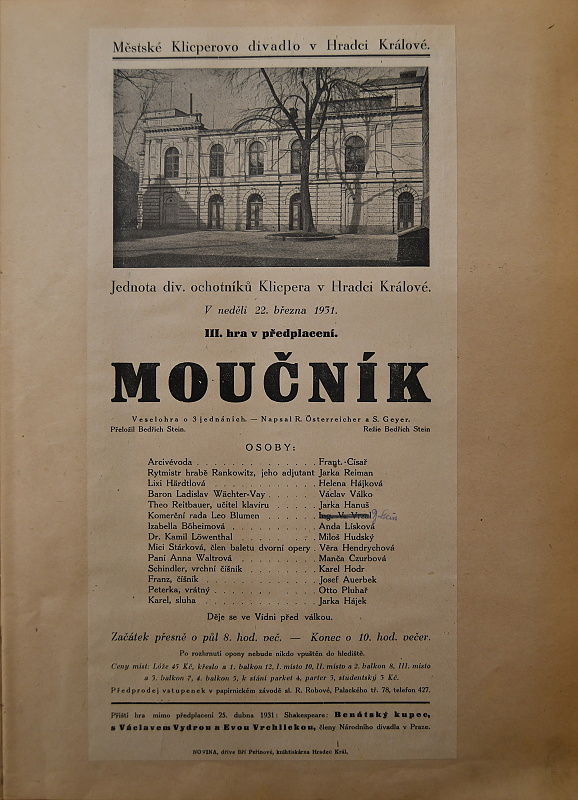 Městské Klicperovo divadlo v Hradci Králové.
Jednota div. ochotníků Klicpera v Hradci Králové.
V neděli 22. března 1931.
III. hra v předplacení.
MOUČNÍK
Veselohra o 3 jednáních. — Napsal R. Österreicher a S. Geyer.
Přeložil Bedřich Stein. Režie Bedřich Stein
OSOBY:
Arcivévoda . . . . . . . . . . . Frant. Císař
Rytmistr hrabě Rankowitz, jeho adjutant Jarka Reiman
Lixi Härdtlová . . . . . . . . . . Helena Hájková
Baron Ladislav Wächter-Vay . . . . . Václav Válko
Theo Reitbauer, učitel klavíru . . . . . Jarka Hanuš
Komerční rada Leo Blumen . . . . . Ing. V. Vrzal
Izabella Böheimová . . . . . . . . Anda Lísková
Dr. Kamil Löwenthal . . . . . . . Miloš Hudský
Mici Stárková, člen baletu dvorní opery . Věra Hendrychová
Paní Anna Waltrová . . . . . . . . Manča Czurbová
Schindler, vrchní číšník . . . . . . . Karel Hodr
Franz, číšník . . . . . . . . . . Josef Auerbek
Peterka, vrátný . . . . . . . . . . Otto Pluhař
Karel, sluha . . . . . . . . . . . Jarka Hájek
Děje se ve Vídni před válkou.
Začátek přesně o půl 8. hod. več. — Konec o 10. hod. večer.
Po rozhrnutí opony nebude nikdo vpuštěn do hlediště.
Ceny míst: Lóže 45 Kč, křeslo a 1. balkon 12, I. místo 10, II. místo a 2. balkon 8, III. místo
a 3. balkon 7, 4. balkon 5, k stání parket 4, parter 3, studentský 3 Kč.
Předprodej vstupenek v papírnickém závodě sl. R. Robové, Palackého tř. 78, telefon 427.
Příští hra mimo předplacení 25. dubna 1931: Shakespeare: Benátský kupec,
s Václavem Vydrou a Evou Vrchlickou, členy Národního divadla v Praze.
NOVINA, dříve Jiří Peřinové, knihtiskárna Hradec Král.